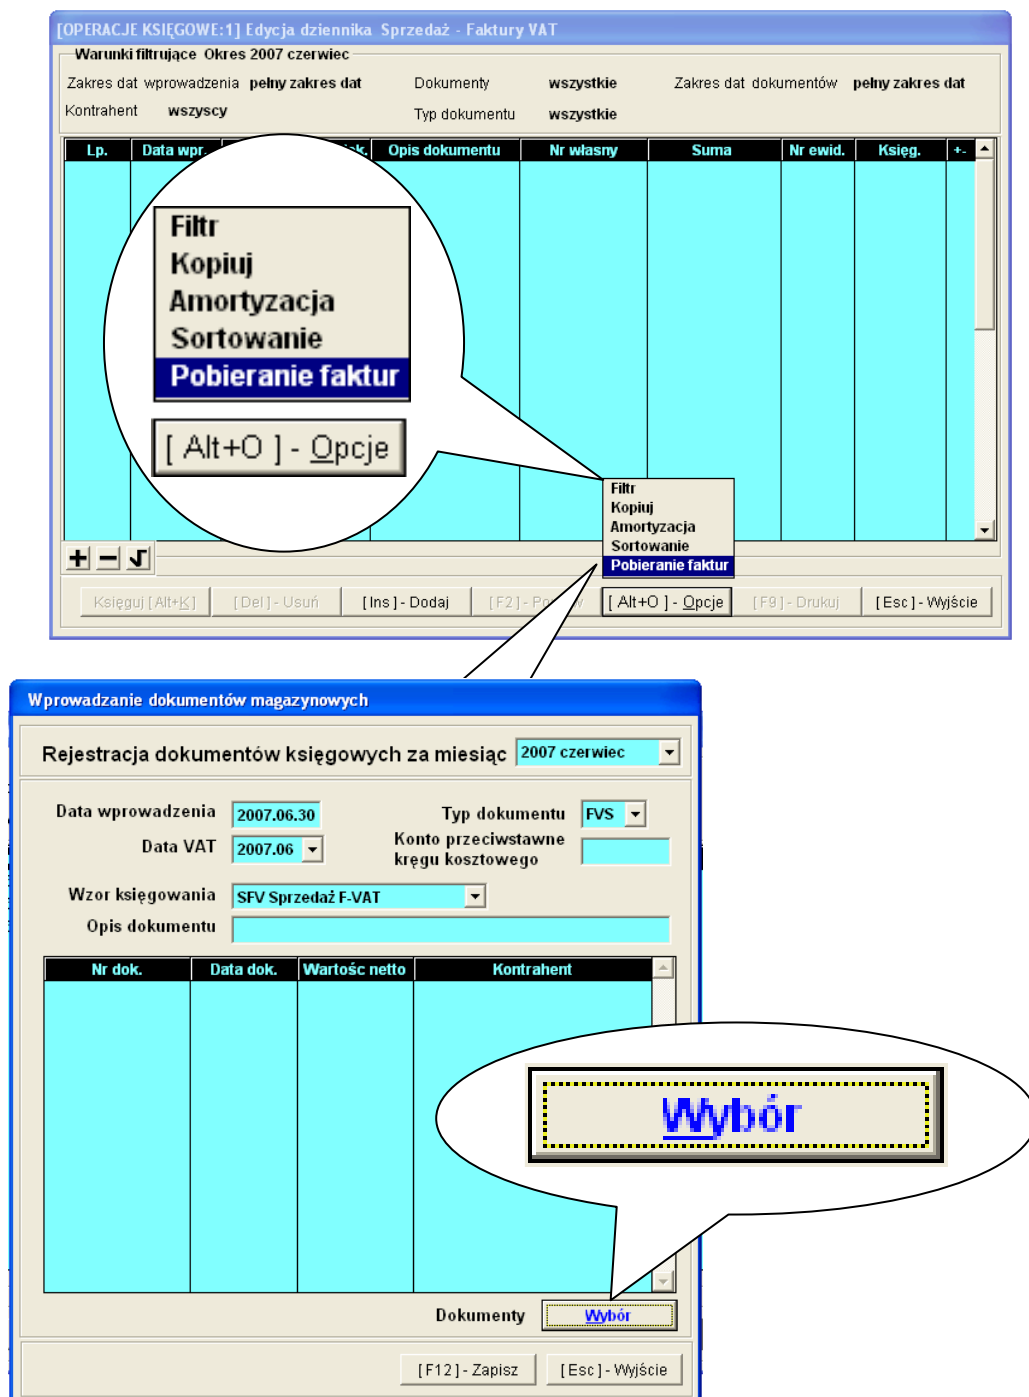 [OPERACJE KSIĘGOWE:1] Edycja dziennika Sprzedaż - Faktury VAT
Warunki filtrujące Okres 2007 czerwiec
Zakres dat wprowadzenia pełny zakres dat Dokumenty wszystkie Zakres dat dokumentów pełny zakres dat
Kontrahent wszyscy Typ dokumentu wszystkie
Lp. Data wpr. Opis dokumentu Nr własny Suma Nr ewid. Księg. +-
Filtr
Kopiuj
Amortyzacja
Sortowanie
Pobieranie faktur
[ Alt+O ] - Opcje
Filtr
Kopiuj
Amortyzacja
Sortowanie
Pobieranie faktur
Księguj [Alt+K] [Del] - Usuń [Ins] - Dodaj [F2] - [ Alt+O ] - Opcje [F9] - Drukuj [Esc] - Wyjście
Wprowadzanie dokumentów magazynowych
Rejestracja dokumentów księgowych za miesiąc 2007 czerwiec
Data wprowadzenia 2007.06.30 Typ dokumentu FVS
Data VAT 2007.06 Konto przeciwstawne
kręgu kosztowego
Wzor księgowania SFV Sprzedaż F-VAT
Opis dokumentu
Nr dok. Data dok. Wartośc netto Kontrahent
Wybór
Dokumenty Wybór
[F12] - Zapisz [Esc] - Wyjście